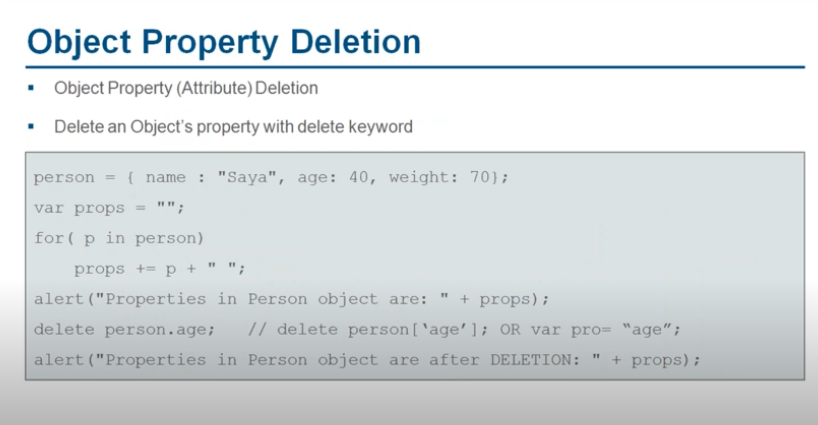 Object Property Deletion
▪ Object Property (Attribute) Deletion
▪ Delete an Object's property with delete keyword
person = { name : "Saya", age: 40, weight: 70};
var props = "";
for( p in person)
    props += p + " ";
alert("Properties in Person object are: " + props);
delete person.age;   // delete person[‘age’]; OR var pro= “age”;
alert("Properties in Person object are after DELETION: " + props);